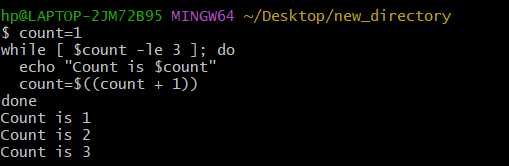 hp@LAPTOP-2JM72B95 MINGW64 ~/Desktop/new_directory
$ count=1
while [ $count -le 3 ]; do
  echo "Count is $count"
  count=$((count + 1))
done
Count is 1
Count is 2
Count is 3